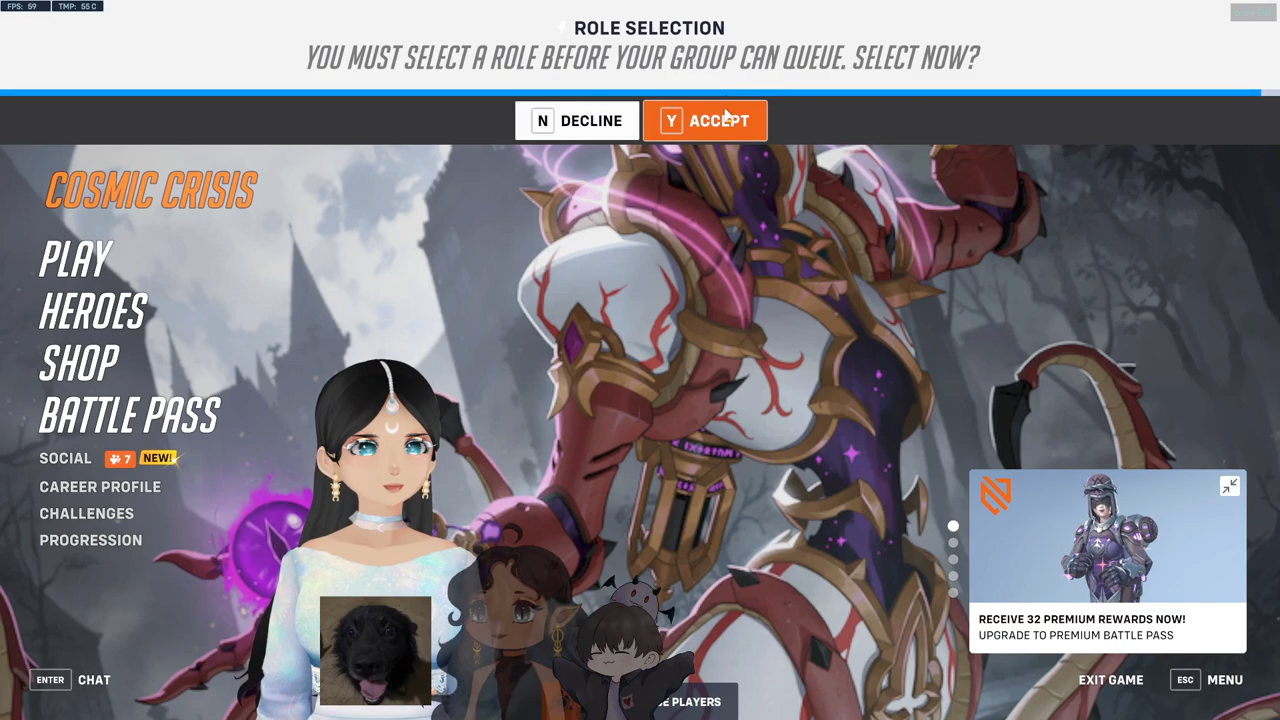 FPS: 59 TMP: 55 C
ROLE SELECTION
YOU MUST SELECT A ROLE BEFORE YOUR GROUP CAN QUEUE. SELECT NOW?
N DECLINE
Y ACCEPT
COSMIC CRISIS
PLAY
HEROES
SHOP
BATTLE PASS
SOCIAL 7 NEW!
CAREER PROFILE
CHALLENGES
PROGRESSION
RECEIVE 32 PREMIUM REWARDS NOW!
UPGRADE TO PREMIUM BATTLE PASS
ENTER CHAT
PLAYERS
EXIT GAME
ESC MENU